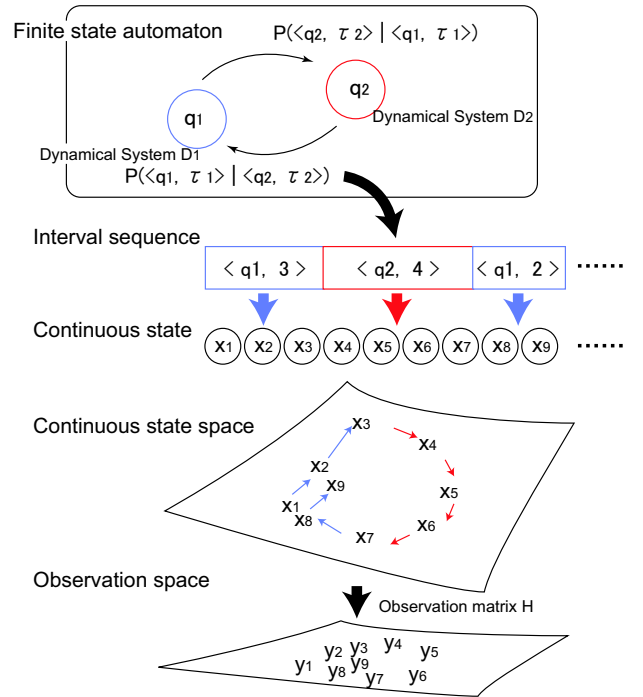 Finite state automaton
P(<q2, τ 2> | <q1, τ 1>)
q1
q2
Dynamical System D2
Dynamical System D1
P(<q1, τ 1> | <q2, τ 2>)
Interval sequence
< q1, 3 > < q2, 4 > < q1, 2 > ······
Continuous state
x1 x2 x3 x4 x5 x6 x7 x8 x9 ······
Continuous state space
x3
x4
x2
x9
x5
x1
x8
x6
x7
Observation space
Observation matrix H
y1 y2 y3 y4 y5
y8 y9 y7 y6